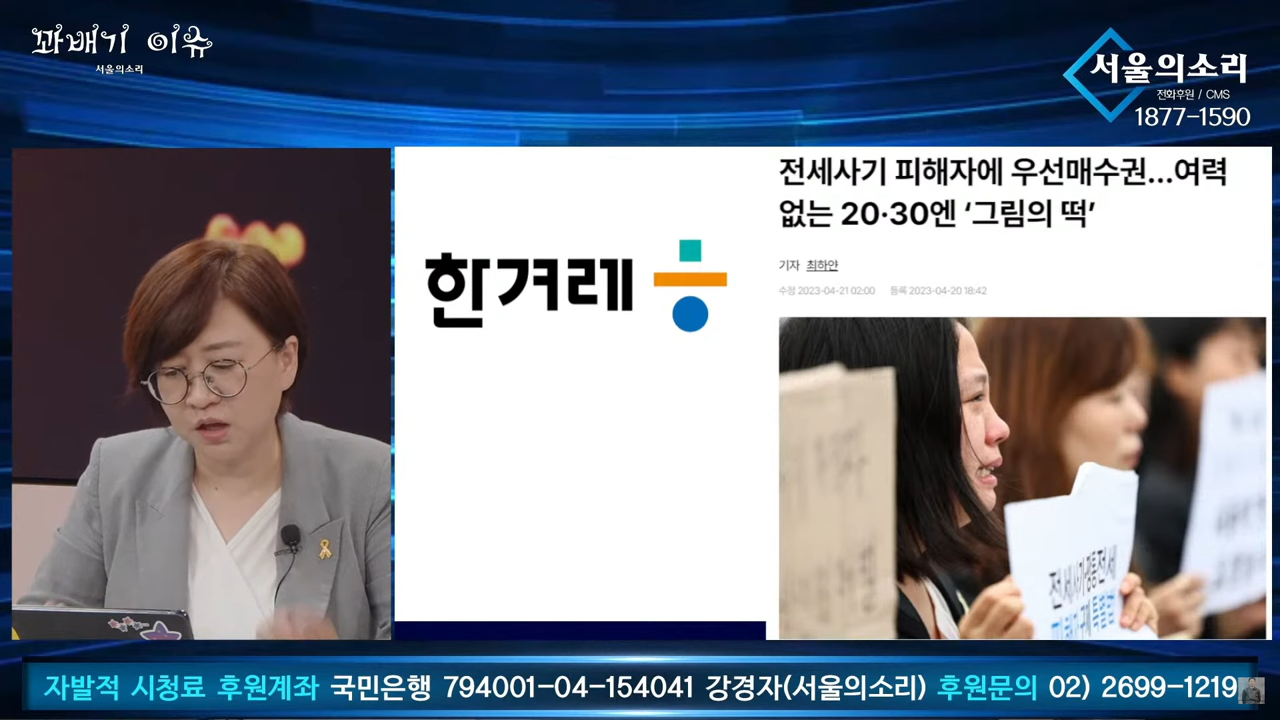 꽈배기 이슈
서울의소리
서울의소리
전화후원 / CMS
1877-1590
한겨레
전세사기 피해자에 우선매수권...여력
없는 20·30엔 ‘그림의 떡’
기자 최하얀
수정 2023-04-21 02:00 등록 2023-04-20 18:42
자발적 시청료 후원계좌 국민은행 794001-04-154041 강경자(서울의소리) 후원문의 02) 2699-1219